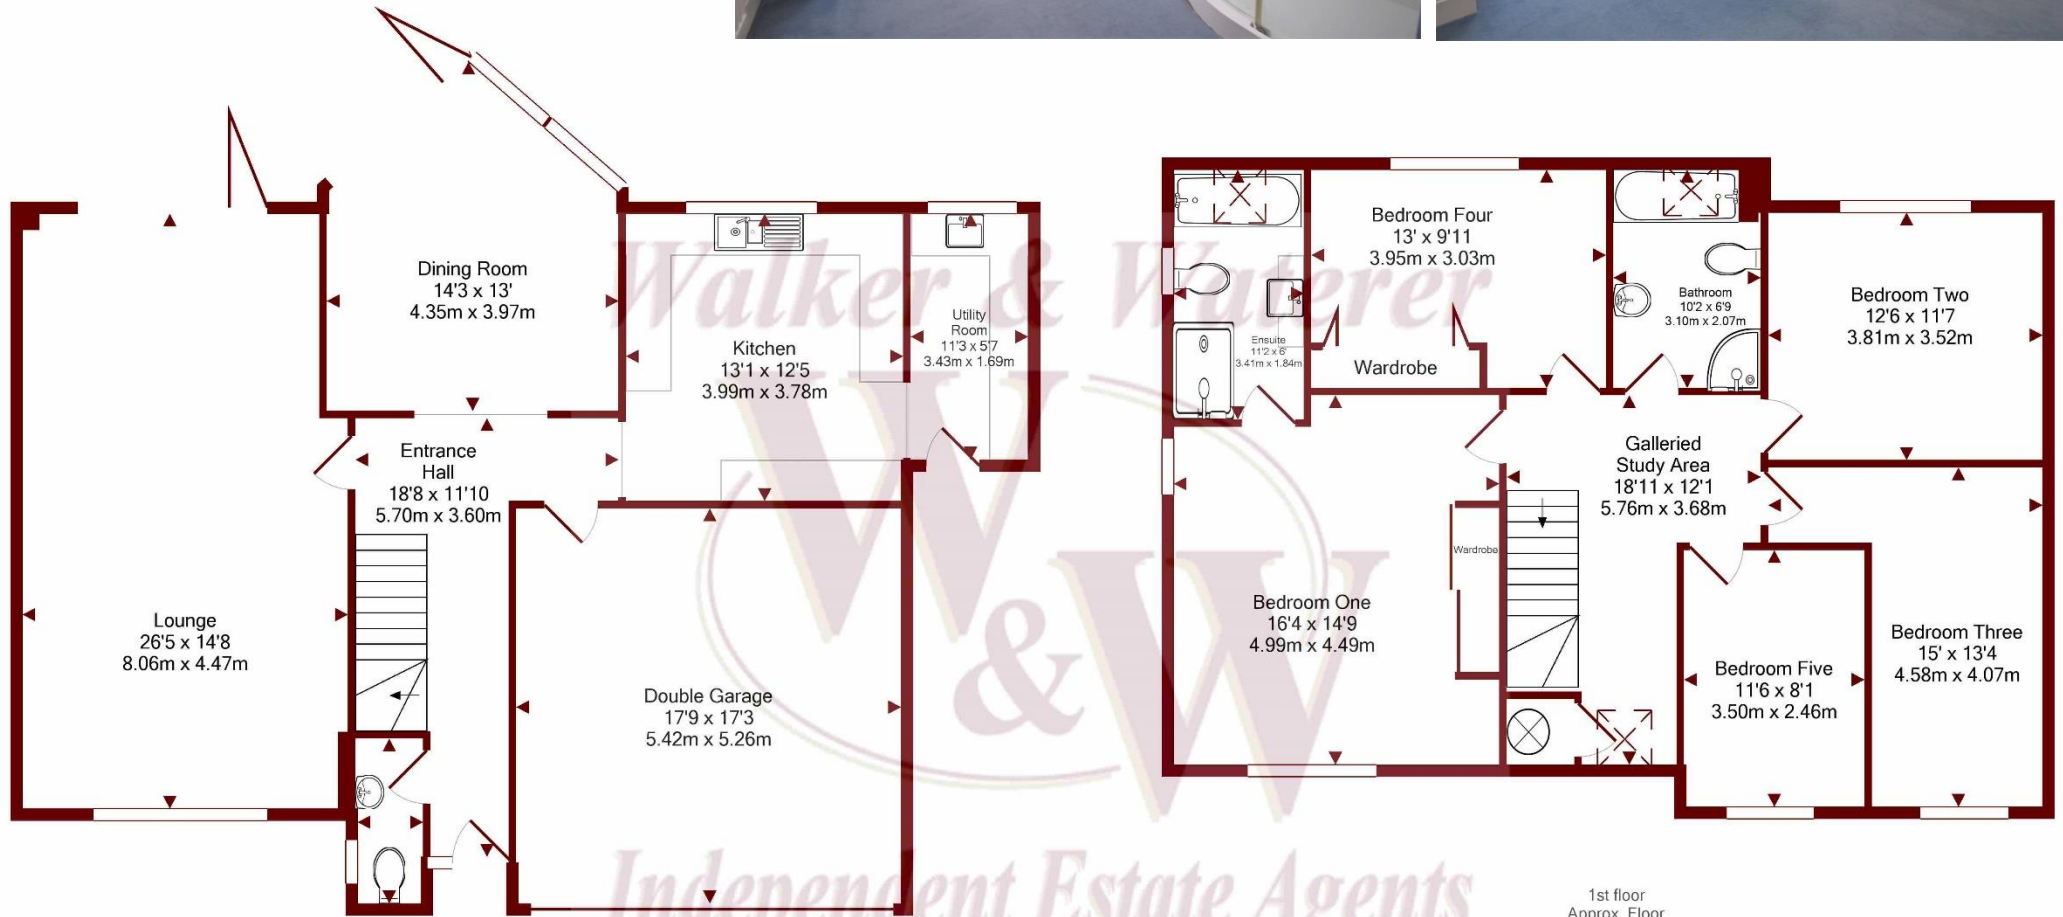 Dining Room
14'3 x 13'
4.35m x 3.97m
Kitchen
13'1 x 12'5
3.99m x 3.78m
Utility
Room
11'3 x 5'7
3.43m x 1.69m
Entrance
Hall
18'8 x 11'10
5.70m x 3.60m
Lounge
26'5 x 14'8
8.06m x 4.47m
Double Garage
17'9 x 17'3
5.42m x 5.26m
Bedroom Four
13' x 9'11
3.95m x 3.03m
Wardrobe
Ensuite
11'2 x 6'
3.41m x 1.84m
Bathroom
10'2 x 6'9
3.10m x 2.07m
Bedroom Two
12'6 x 11'7
3.81m x 3.52m
Galleried
Study Area
18'11 x 12'1
5.76m x 3.68m
Wardrobe
Bedroom One
16'4 x 14'9
4.99m x 4.49m
Bedroom Five
11'6 x 8'1
3.50m x 2.46m
Bedroom Three
15' x 13'4
4.58m x 4.07m
Walker & Waterer
W&W
Independent Estate Agents
1st floor
Approx. Floor